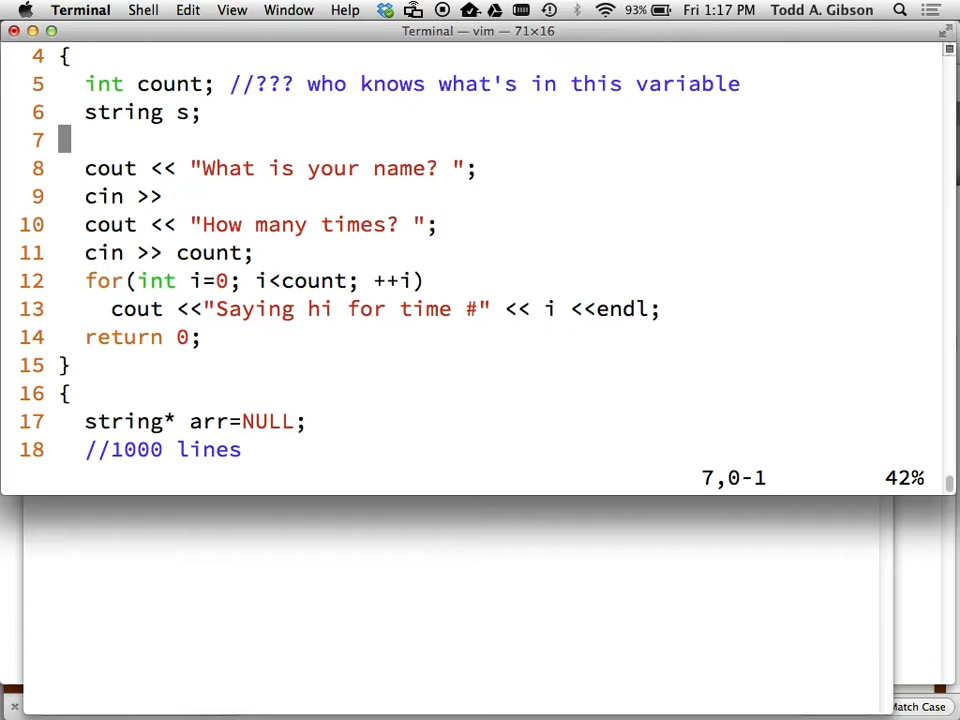 Terminal Shell Edit View Window Help 93% Fri 1:17 PM Todd A. Gibson
Terminal — vim — 71×16
4 {
5   int count; //??? who knows what's in this variable
6   string s;
7
8   cout << "What is your name? ";
9   cin >>
10   cout << "How many times? ";
11   cin >> count;
12   for(int i=0; i<count; ++i)
13     cout <<"Saying hi for time #" << i <<endl;
14   return 0;
15 }
16 {
17   string* arr=NULL;
18   //1000 lines
7,0-1 42%
Match Case